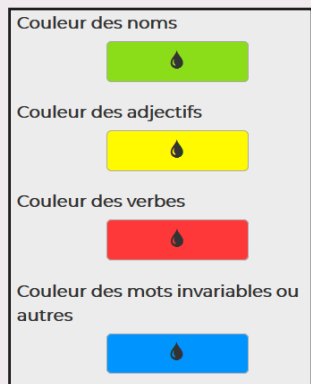 Couleur des noms
Couleur des adjectifs
Couleur des verbes
Couleur des mots invariables ou
autres